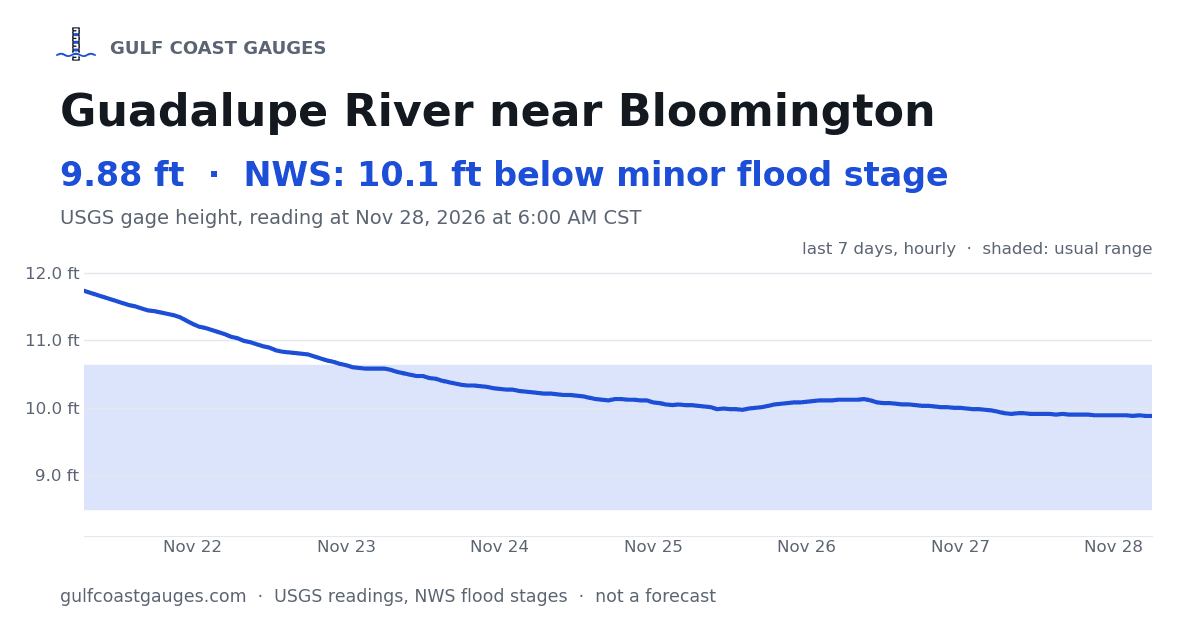 GULF COAST GAUGES
Guadalupe River near Bloomington
9.88 ft · NWS: 10.1 ft below minor flood stage
USGS gage height, reading at Nov 28, 2026 at 6:00 AM CST
last 7 days, hourly · shaded: usual range
12.0 ft
11.0 ft
10.0 ft
9.0 ft
Nov 22 Nov 23 Nov 24 Nov 25 Nov 26 Nov 27 Nov 28
gulfcoastgauges.com · USGS readings, NWS flood stages · not a forecast